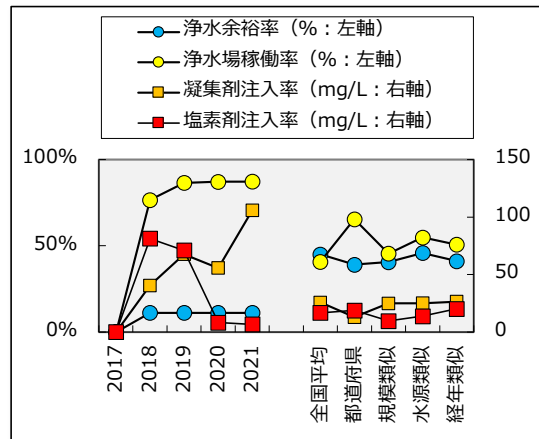 浄水余裕率（%：左軸）
浄水場稼働率（%：左軸）
凝集剤注入率（mg/L：右軸）
塩素剤注入率（mg/L：右軸）
100%
50%
0%
150
100
50
0
2017
2018
2019
2020
2021
全国平均
都道府県
規模類似
水源類似
経年類似